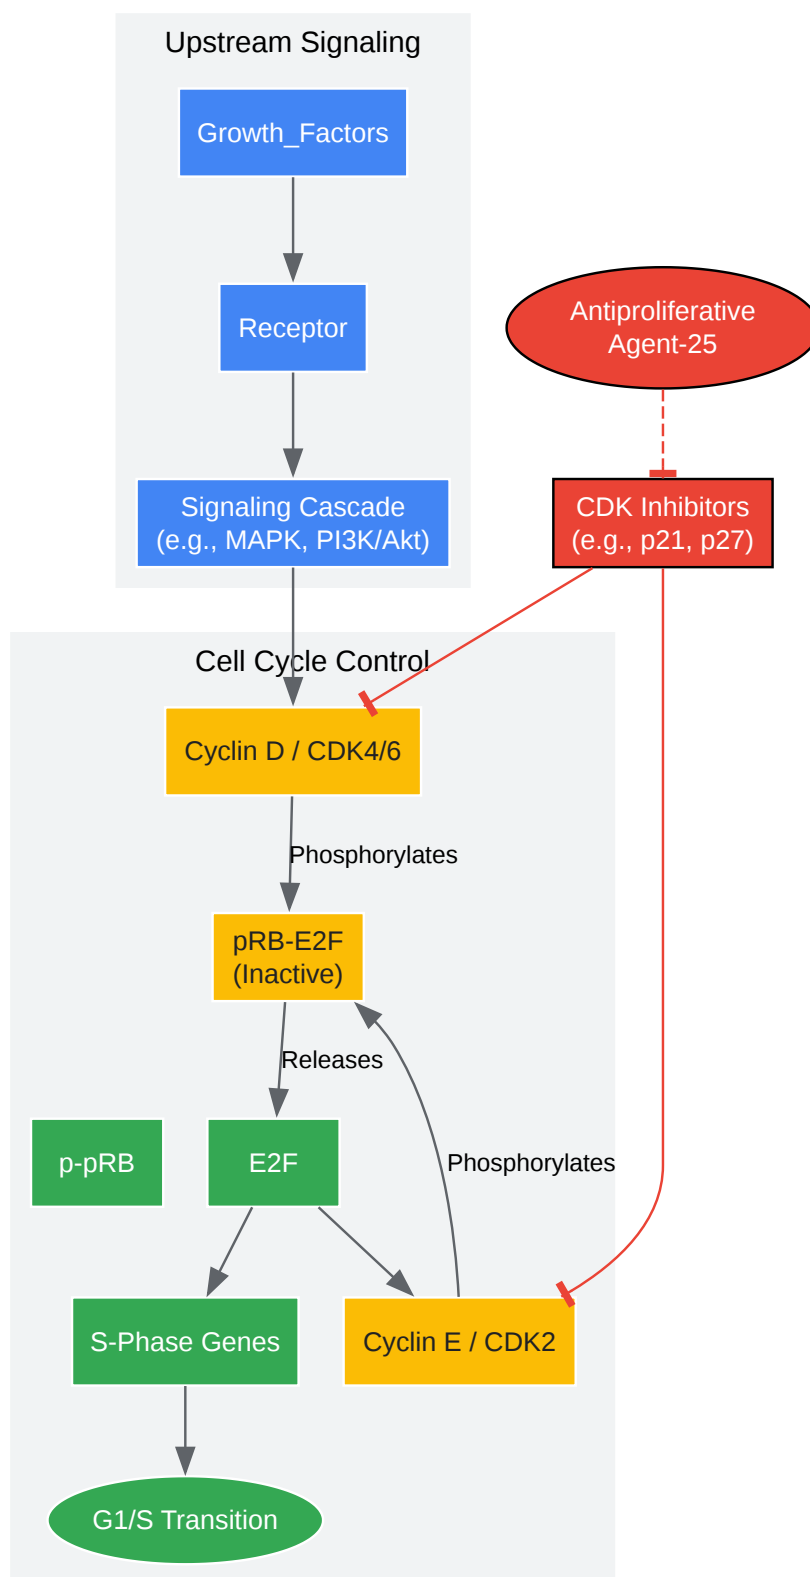 Upstream Signaling
Growth_Factors
Receptor
Antiproliferative
Agent-25
Signaling Cascade
(e.g., MAPK, PI3K/Akt)
CDK Inhibitors
(e.g., p21, p27)
Cell Cycle Control
Cyclin D / CDK4/6
Phosphorylates
pRB-E2F
(Inactive)
Releases
p-pRB
E2F
Phosphorylates
S-Phase Genes
Cyclin E / CDK2
G1/S Transition